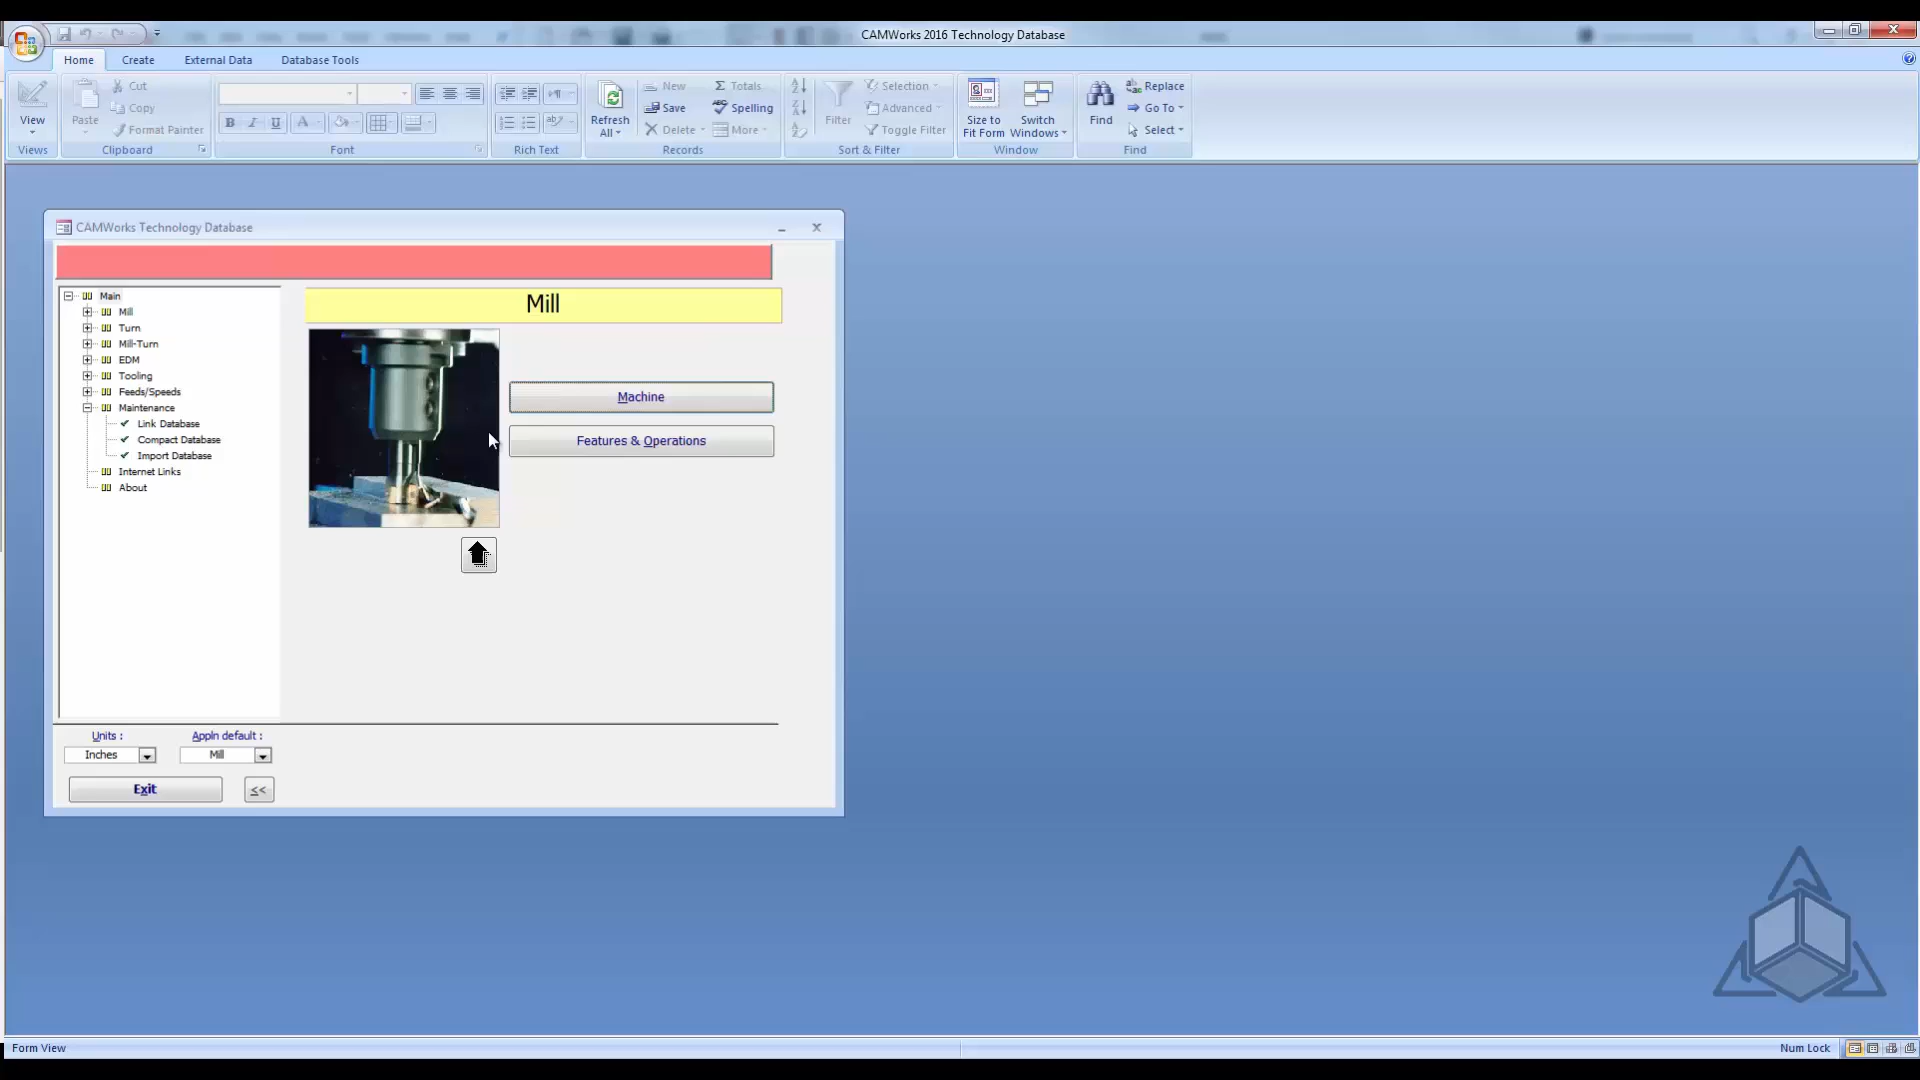 CAMWorks 2016 Technology Database
Home Create External Data Database Tools
View
Views
Paste
Cut
Copy
Format Painter
Clipboard
B I U A
Font
Rich Text
Refresh
All
New
Save
Delete
Totals
Spelling
More
Records
Filter
Selection
Advanced
Toggle Filter
Sort & Filter
Size to
Fit Form
Switch
Windows
Window
Find
Replace
Go To
Select
Find
CAMWorks Technology Database
Main
Mill
Turn
Mill-Turn
EDM
Tooling
Feeds/Speeds
Maintenance
Link Database
Compact Database
Import Database
Internet Links
About
Mill
Machine
Features & Operations
Units :
Inches
Appln default :
Mill
Exit
<<
Form View
Num Lock